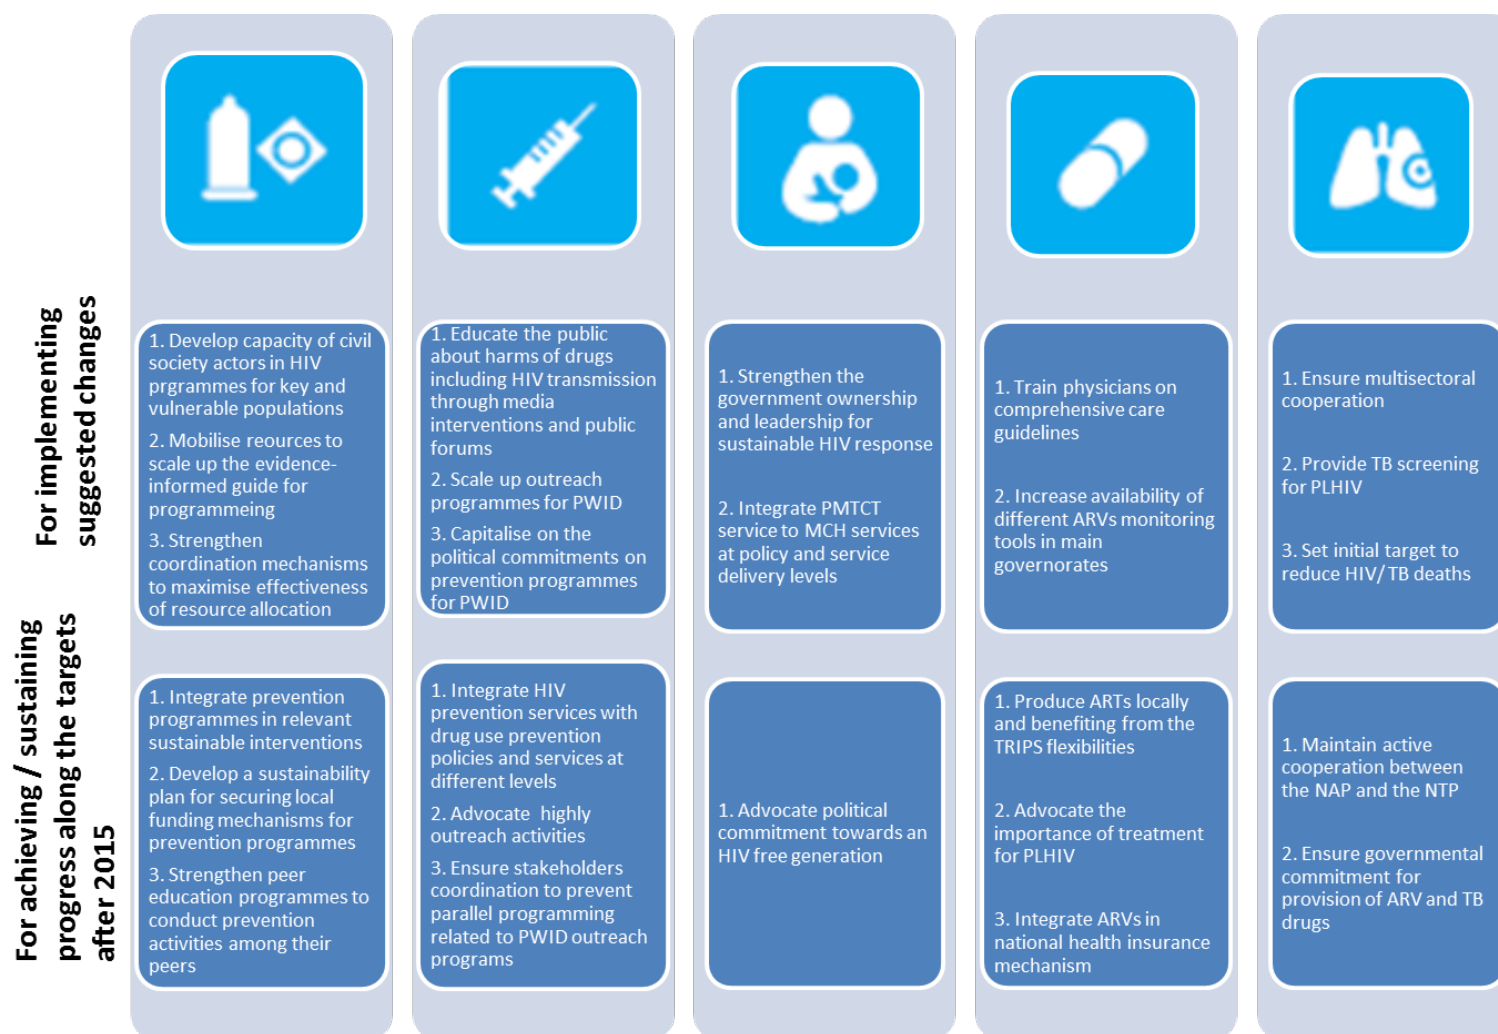 For implementing
suggested changes
1. Develop capacity of civil
society actors in HIV
prgrammes for key and
vulnerable populations
2. Mobilise reources to
scale up the evidence-
informed guide for
programmeing
3. Strengthen
coordination mechanisms
to maximise effectiveness
of resource allocation
1. Educate the public
about harms of drugs
including HIV transmission
through media
interventions and public
forums
2. Scale up outreach
programmes for PWID
3. Capitalise on the
political commitments on
prevention programmes
for PWID
1. Strengthen the
government ownership
and leadership for
sustainable HIV response
2. Integrate PMTCT
service to MCH services
at policy and service
delivery levels
1. Train physicians on
comprehensive care
guidelines
2. Increase availability of
different ARVs monitoring
tools in main
governorates
1. Ensure multisectoral
cooperation
2. Provide TB screening
for PLHIV
3. Set initial target to
reduce HIV/TB deaths
For achieving / sustaining
progress along the targets
after 2015
1. Integrate prevention
programmes in relevant
sustainable interventions
2. Develop a sustainability
plan for securing local
funding mechanisms for
prevention programmes
3. Strengthen peer
education programmes to
conduct prevention
activities among their
peers
1. Integrate HIV
prevention services with
drug use prevention
policies and services at
different levels
2. Advocate highly
outreach activities
3. Ensure stakeholders
coordination to prevent
parallel programming
related to PWID outreach
programs
1. Advocate political
commitment towards an
HIV free generation
1. Produce ARTs locally
and benefiting from the
TRIPS flexibilities
2. Advocate the
importance of treatment
for PLHIV
3. Integrate ARVs in
national health insurance
mechanism
1. Maintain active
cooperation between
the NAP and the NTP
2. Ensure governmental
commitment for
provision of ARV and TB
drugs